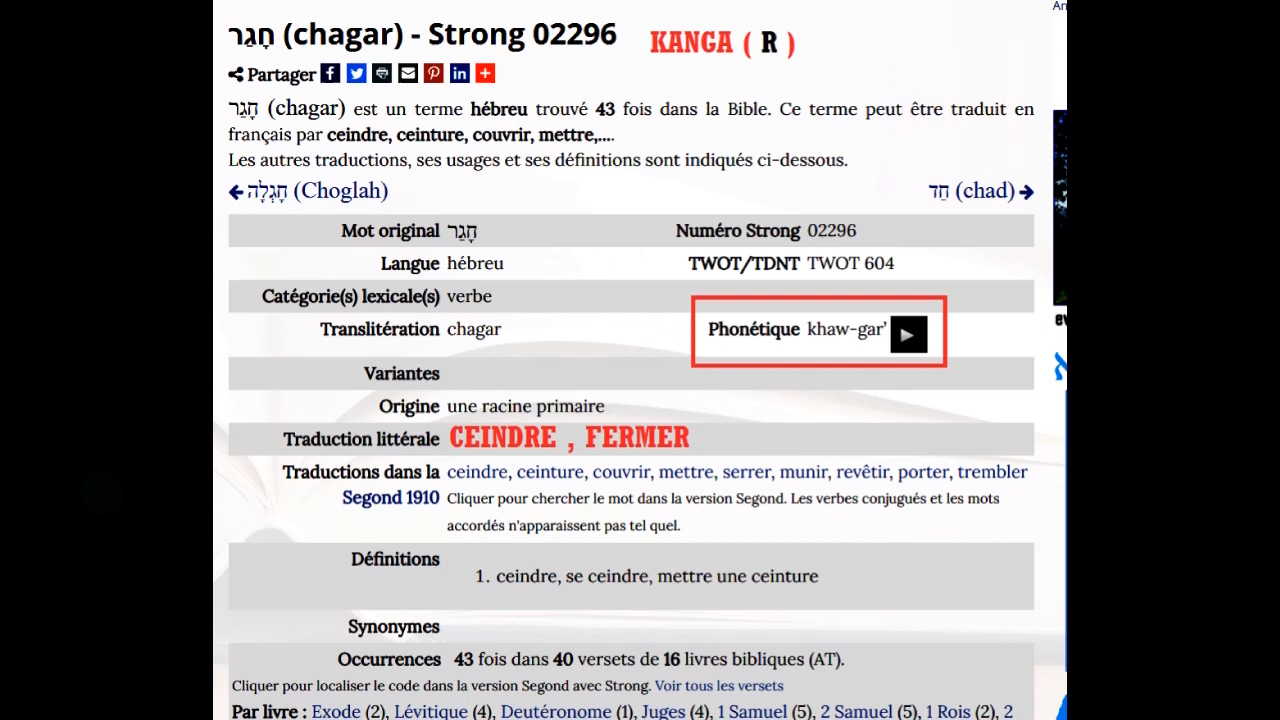 An
חָגַר (chagar) - Strong 02296 KANGA ( R )
Partager
חָגַר (chagar) est un terme hébreu trouvé 43 fois dans la Bible. Ce terme peut être traduit en
français par ceindre, ceinture, couvrir, mettre,....
Les autres traductions, ses usages et ses définitions sont indiqués ci-dessous.
חָגְלָה (Choglah) חַד (chad)
Mot original חָגַר Numéro Strong 02296
Langue hébreu TWOT/TDNT TWOT 604
Catégorie(s) lexicale(s) verbe
Translitération chagar Phonétique khaw-gar’
Variantes
Origine une racine primaire
Traduction littérale CEINDRE , FERMER
Traductions dans la Segond 1910 ceindre, ceinture, couvrir, mettre, serrer, munir, revêtir, porter, trembler
Cliquer pour chercher le mot dans la version Segond. Les verbes conjugués et les mots
accordés n'apparaissent pas tel quel.
Définitions
1. ceindre, se ceindre, mettre une ceinture
Synonymes
Occurrences 43 fois dans 40 versets de 16 livres bibliques (AT).
Cliquer pour localiser le code dans la version Segond avec Strong. Voir tous les versets
Par livre : Exode (2), Lévitique (4), Deutéronome (1), Juges (4), 1 Samuel (5), 2 Samuel (5), 1 Rois (2), 2